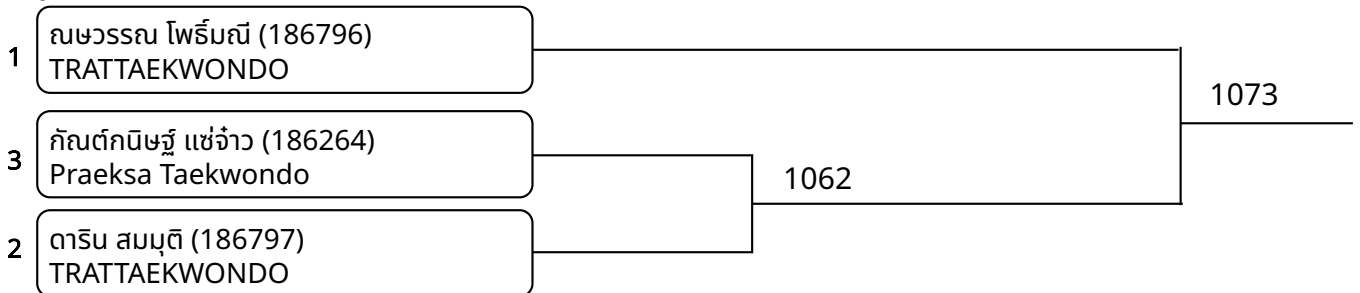 1
ณษวรรณ โพธิ์มณี (186796)
TRATTAEKWONDO
1073
3
กัณต์กนิษฐ์ แซ่จ๋าว (186264)
Praeksa Taekwondo
1062
2
ดาริน สมมุติ (186797)
TRATTAEKWONDO